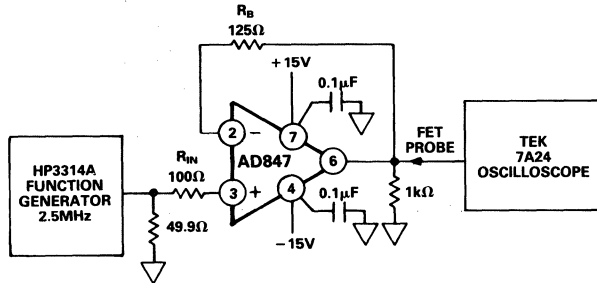 R_B
125Ω
+15V
0.1µF
2
−
7
AD847
6
R_IN
100Ω
3
+
4
0.1µF
−15V
HP3314A
FUNCTION
GENERATOR
2.5MHz
49.9Ω
FET
PROBE
1kΩ
TEK
7A24
OSCILLOSCOPE